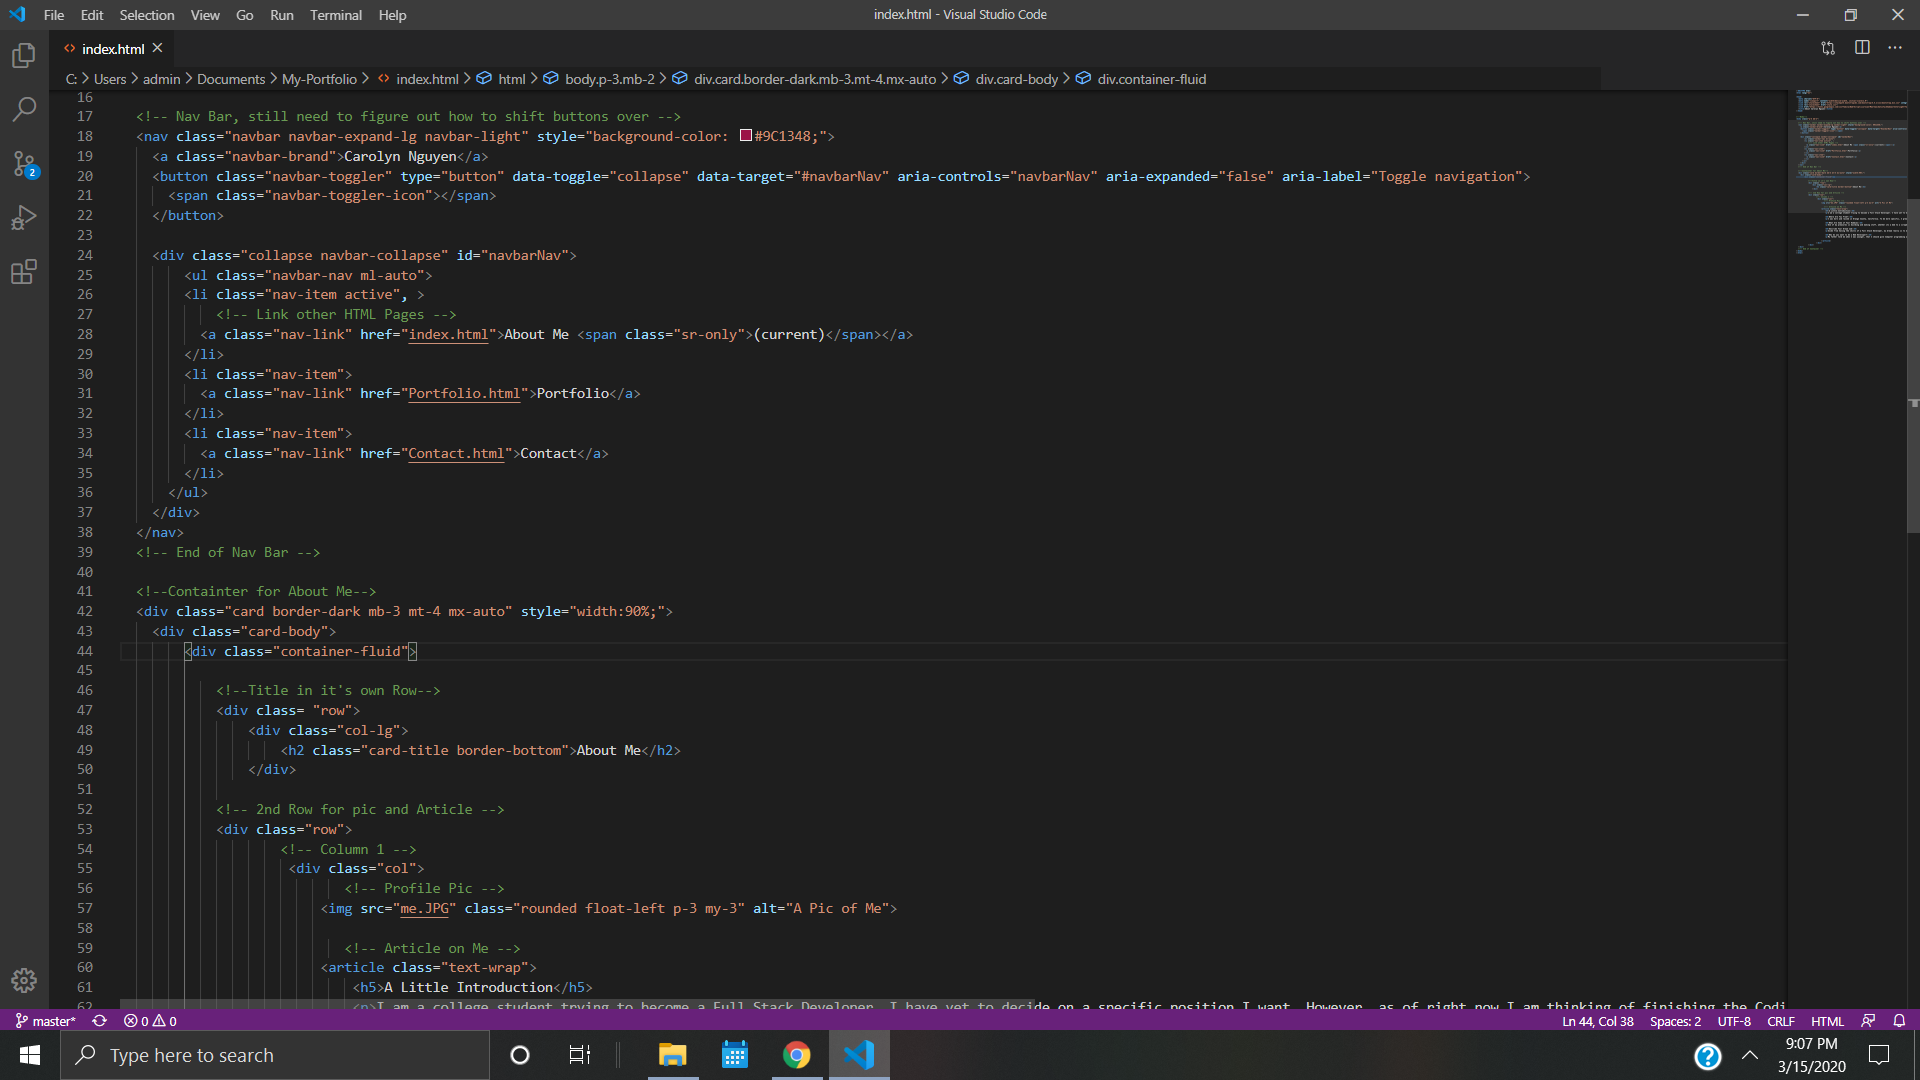 File Edit Selection View Go Run Terminal Help
index.html - Visual Studio Code
index.html
C: > Users > admin > Documents > My-Portfolio > index.html > html > body.p-3.mb-2 > div.card.border-dark.mb-3.mt-4.mx-auto > div.card-body > div.container-fluid
16
17 <!-- Nav Bar, still need to figure out how to shift buttons over -->
18 <nav class="navbar navbar-expand-lg navbar-light" style="background-color: #9C1348;">
19 <a class="navbar-brand">Carolyn Nguyen</a>
20 <button class="navbar-toggler" type="button" data-toggle="collapse" data-target="#navbarNav" aria-controls="navbarNav" aria-expanded="false" aria-label="Toggle navigation">
21 <span class="navbar-toggler-icon"></span>
22 </button>
23
24 <div class="collapse navbar-collapse" id="navbarNav">
25 <ul class="navbar-nav ml-auto">
26 <li class="nav-item active", >
27 <!-- Link other HTML Pages -->
28 <a class="nav-link" href="index.html">About Me <span class="sr-only">(current)</span></a>
29 </li>
30 <li class="nav-item">
31 <a class="nav-link" href="Portfolio.html">Portfolio</a>
32 </li>
33 <li class="nav-item">
34 <a class="nav-link" href="Contact.html">Contact</a>
35 </li>
36 </ul>
37 </div>
38 </nav>
39 <!-- End of Nav Bar -->
40
41 <!--Containter for About Me-->
42 <div class="card border-dark mb-3 mt-4 mx-auto" style="width:90%;">
43 <div class="card-body">
44 <div class="container-fluid">
45
46 <!--Title in it's own Row-->
47 <div class= "row">
48 <div class="col-lg">
49 <h2 class="card-title border-bottom">About Me</h2>
50 </div>
51
52 <!-- 2nd Row for pic and Article -->
53 <div class="row">
54 <!-- Column 1 -->
55 <div class="col">
56 <!-- Profile Pic -->
57 <img src="me.JPG" class="rounded float-left p-3 my-3" alt="A Pic of Me">
58
59 <!-- Article on Me -->
60 <article class="text-wrap">
61 <h5>A Little Introduction</h5>
62 <p>I am a college student trying to become a Full Stack Developer. I have yet to decide on a specific position I want. However, as of right now I am thinking of finishing the Codi
2
master* 0 0 Ln 44, Col 38 Spaces: 2 UTF-8 CRLF HTML
Type here to search
9:07 PM
3/15/2020